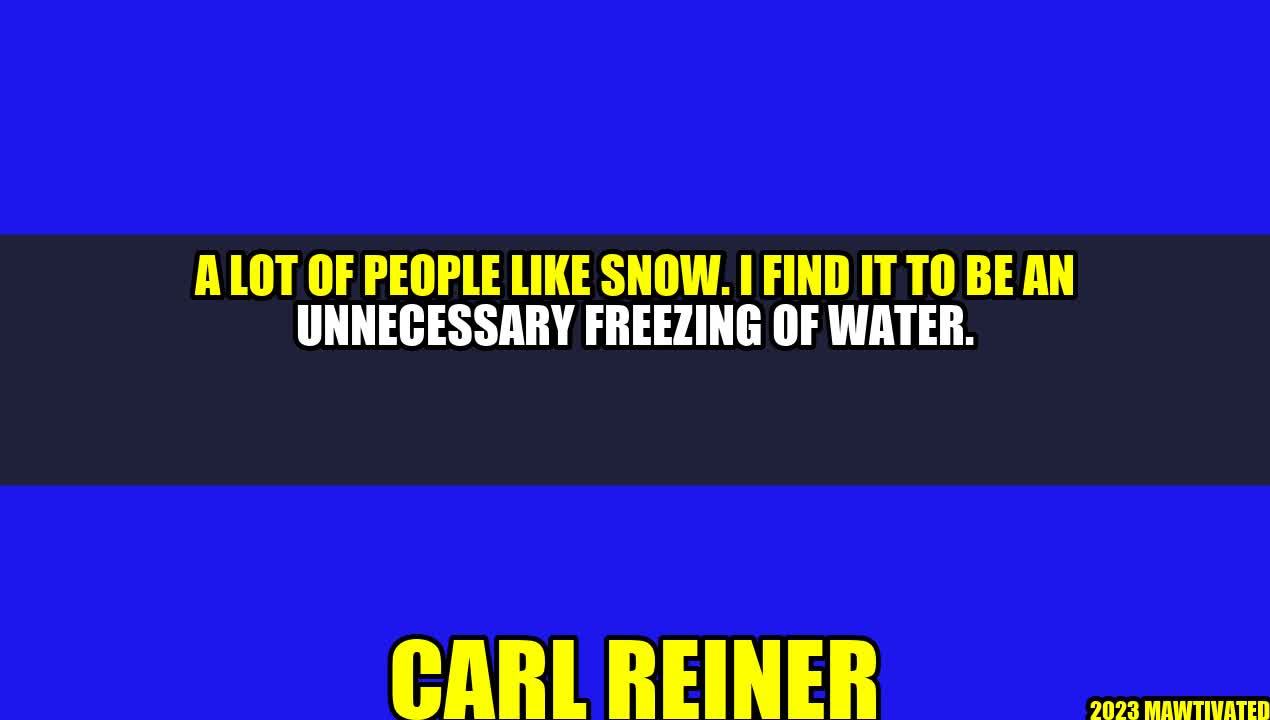 A LOT OF PEOPLE LIKE SNOW. I FIND IT TO BE AN
UNNECESSARY FREEZING OF WATER.
CARL REINER
2023 MAWTIVATED